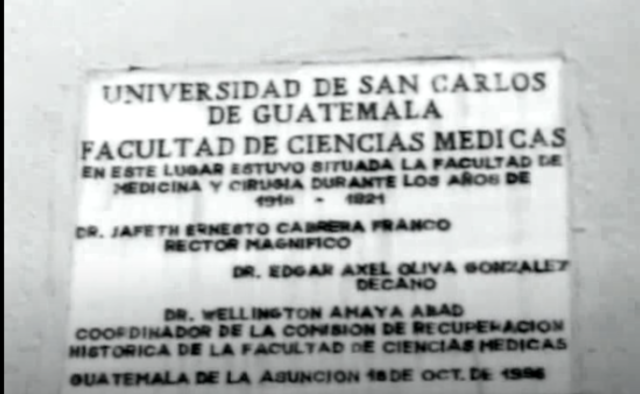 UNIVERSIDAD DE SAN CARLOS
DE GUATEMALA
FACULTAD DE CIENCIAS MEDICAS
EN ESTE LUGAR ESTUVO SITUADA LA FACULTAD DE
MEDICINA Y CIRUGIA DURANTE LOS AÑOS DE
-
DR. JAFETH ERNESTO CABRERA FRANCO
RECTOR MAGNIFICO
DR. EDGAR AXEL OLIVA GONZALEZ
DECANO
DR. WELLINGTON AMAYA ABAD
COORDINADOR DE LA COMISION DE RECUPERACION
HISTORICA DE LA FACULTAD DE CIENCIAS MEDICAS
GUATEMALA DE LA ASUNCION DE OCT. DE